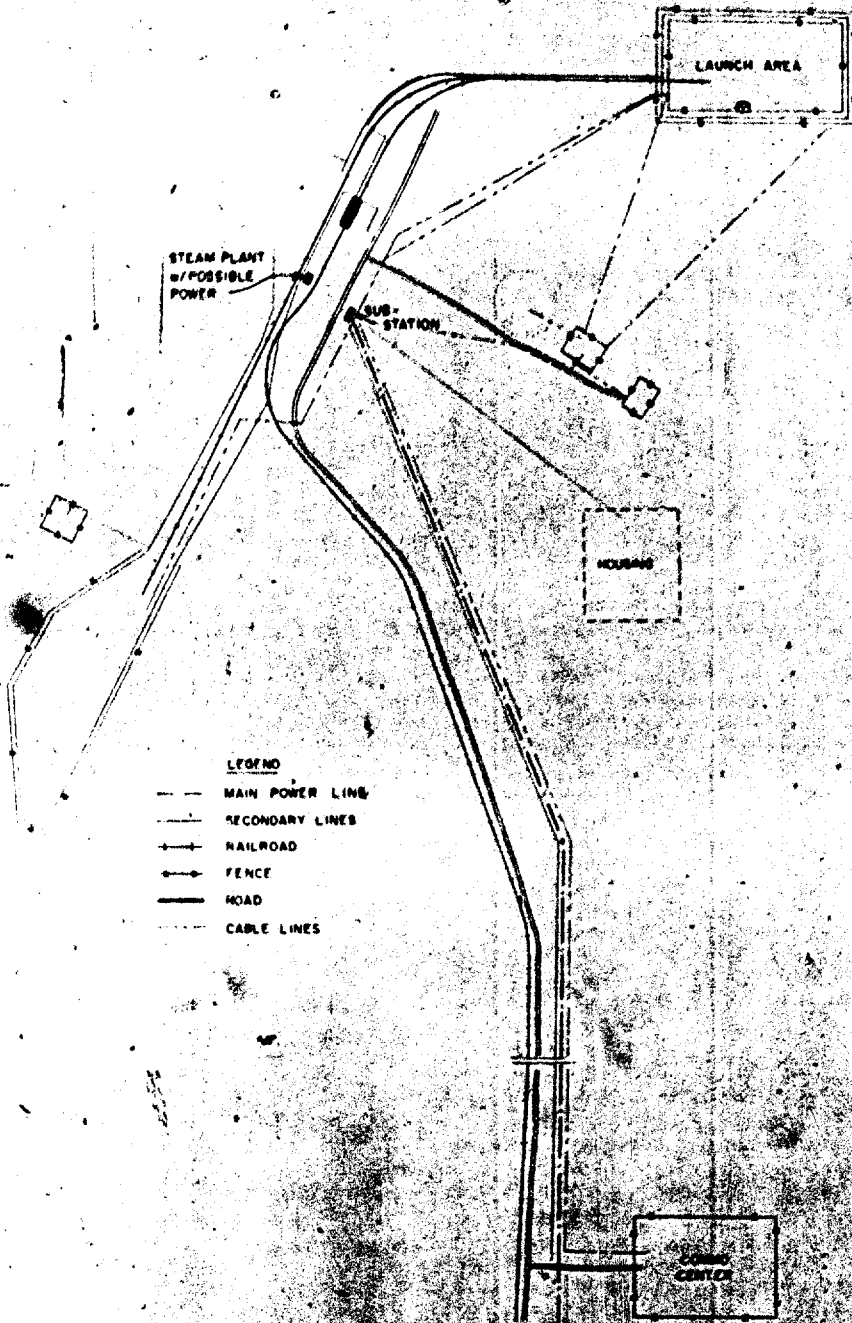 LAUNCH AREA
STEAM PLANT
w/POSSIBLE
POWER
SUB-
STATION
HOUSING
LEGEND
MAIN POWER LINE
SECONDARY LINES
RAILROAD
FENCE
ROAD
CABLE LINES
CENTER